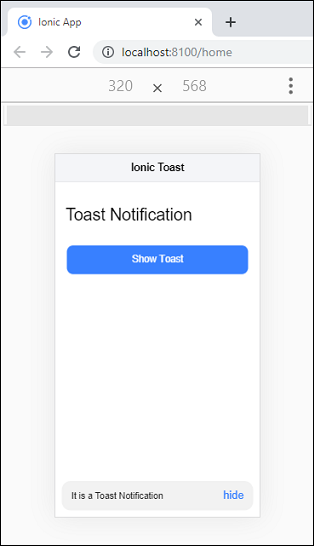 Ionic App
localhost:8100/home
320 × 568
Ionic Toast
Toast Notification
Show Toast
It is a Toast Notification hide